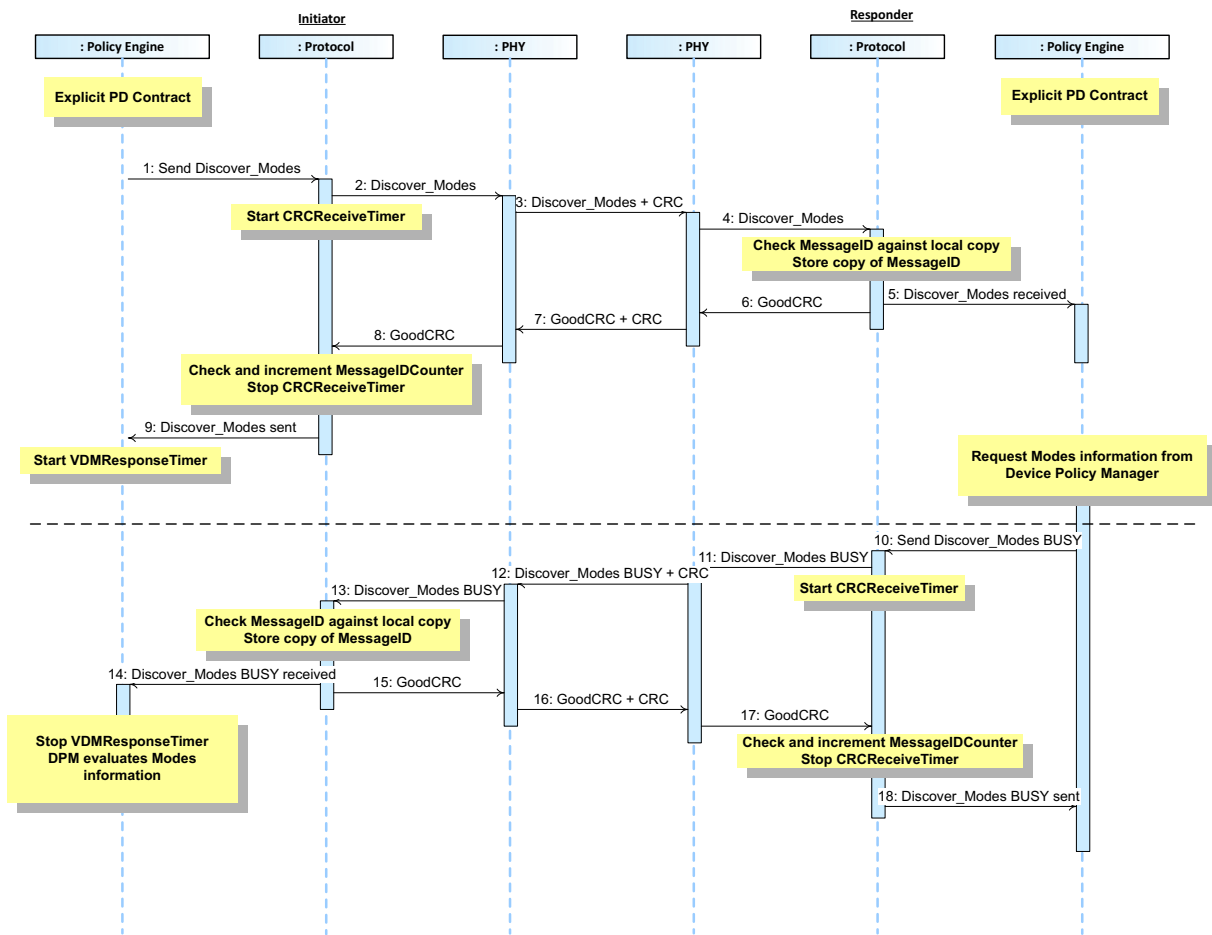 Initiator
Responder
: Policy Engine
: Protocol
: PHY
: PHY
: Protocol
: Policy Engine
Explicit PD Contract
Explicit PD Contract
1: Send Discover_Modes
2: Discover_Modes
Start CRCReceiveTimer
3: Discover_Modes + CRC
4: Discover_Modes
Check MessageID against local copy
Store copy of MessageID
5: Discover_Modes received
6: GoodCRC
7: GoodCRC + CRC
8: GoodCRC
Check and increment MessageIDCounter
Stop CRCReceiveTimer
9: Discover_Modes sent
Start VDMResponseTimer
Request Modes information from
Device Policy Manager
10: Send Discover_Modes BUSY
11: Discover_Modes BUSY
Start CRCReceiveTimer
12: Discover_Modes BUSY + CRC
13: Discover_Modes BUSY
Check MessageID against local copy
Store copy of MessageID
14: Discover_Modes BUSY received
15: GoodCRC
16: GoodCRC + CRC
17: GoodCRC
Stop VDMResponseTimer
DPM evaluates Modes
information
Check and increment MessageIDCounter
Stop CRCReceiveTimer
18: Discover_Modes BUSY sent